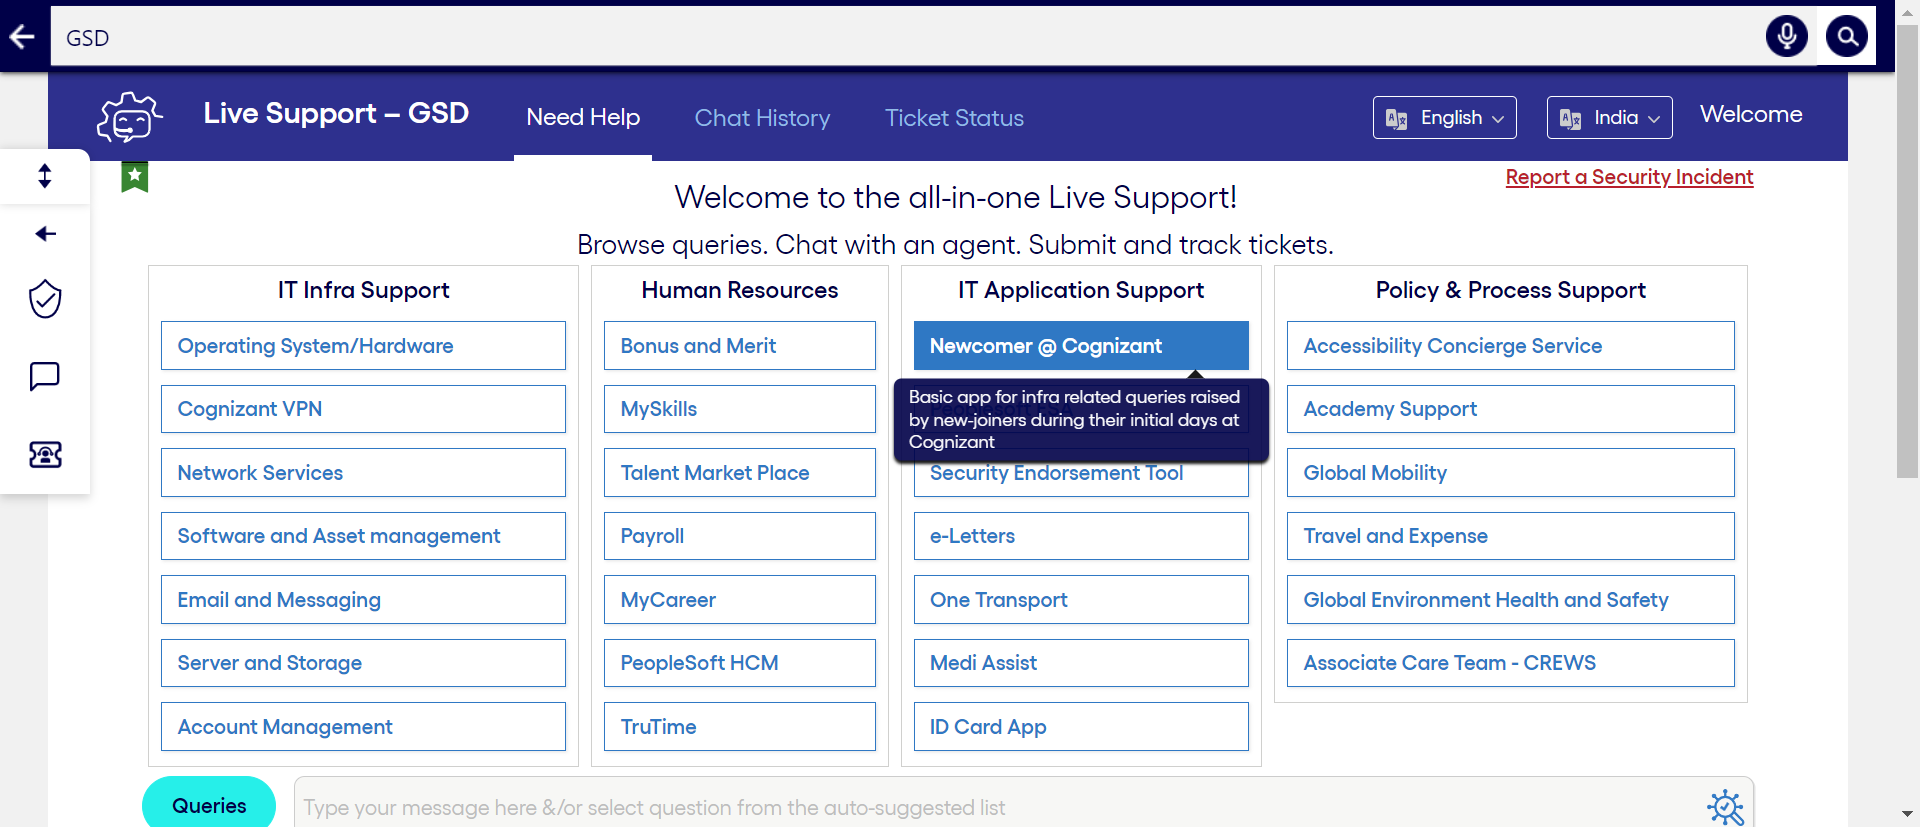 GSD
Live Support – GSD
Need Help
Chat History
Ticket Status
English
India
Welcome
Report a Security Incident
Welcome to the all-in-one Live Support!
Browse queries. Chat with an agent. Submit and track tickets.
IT Infra Support
Operating System/Hardware
Cognizant VPN
Network Services
Software and Asset management
Email and Messaging
Server and Storage
Account Management
Human Resources
Bonus and Merit
MySkills
Talent Market Place
Payroll
MyCareer
PeopleSoft HCM
TruTime
IT Application Support
Newcomer @ Cognizant
Basic app for infra related queries raised
by new-joiners during their initial days at
Cognizant
Security Endorsement Tool
e-Letters
One Transport
Medi Assist
ID Card App
Policy & Process Support
Accessibility Concierge Service
Academy Support
Global Mobility
Travel and Expense
Global Environment Health and Safety
Associate Care Team - CREWS
Queries
Type your message here &/or select question from the auto-suggested list